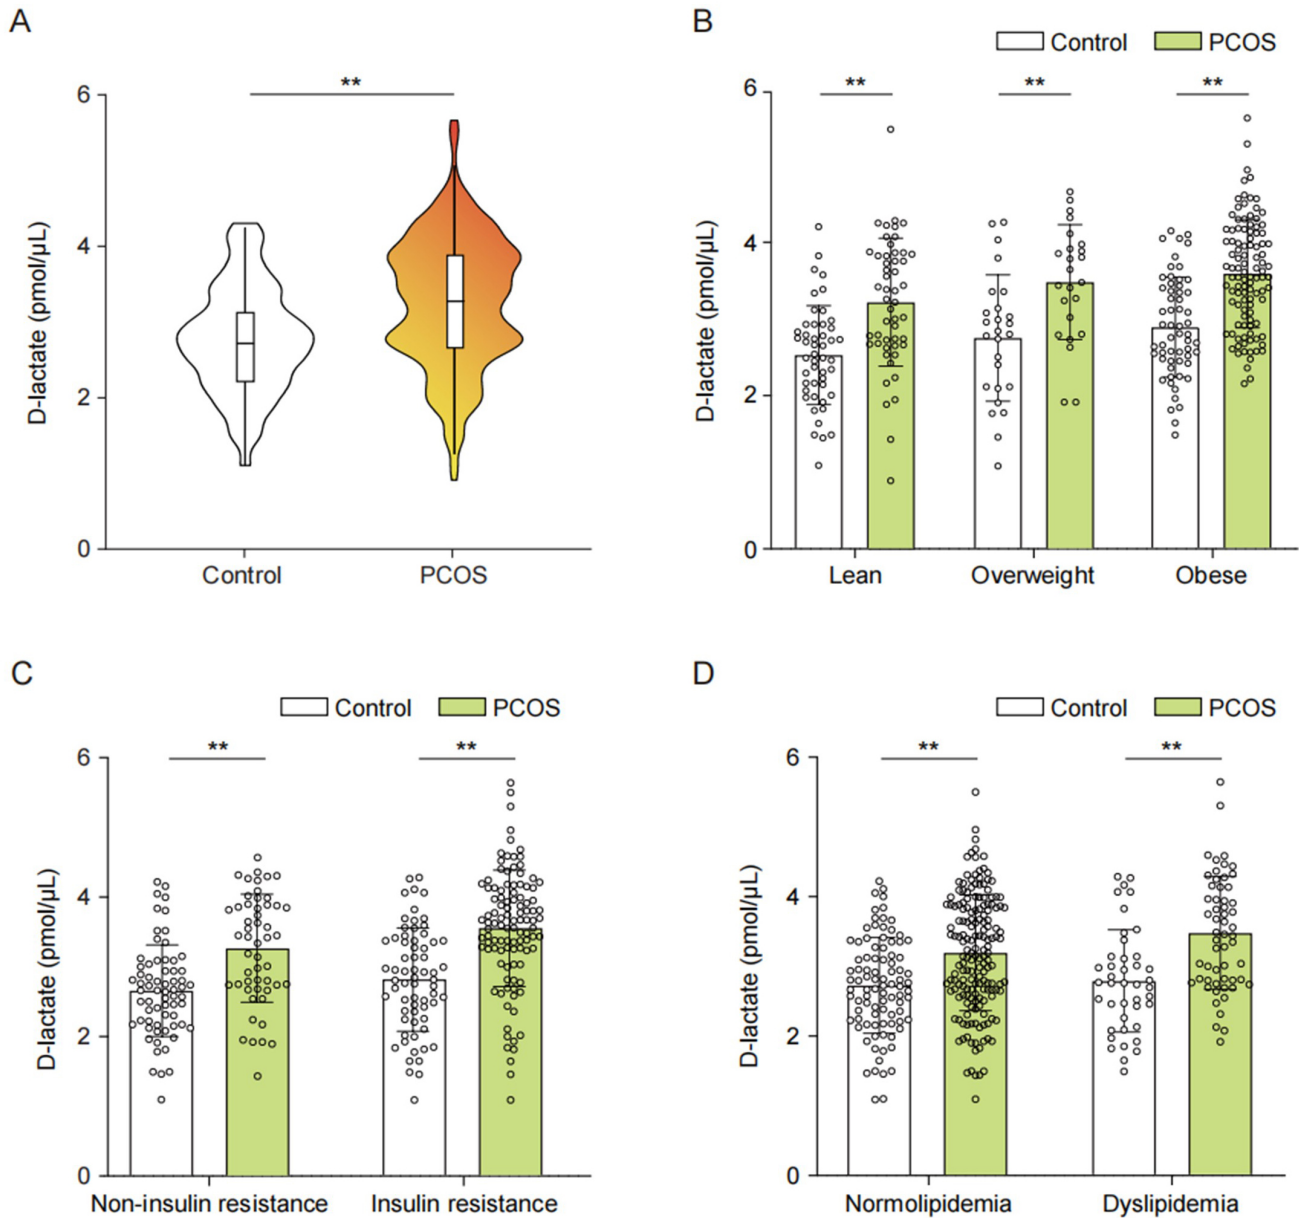 A
**
6
4
2
0
D-lactate (pmol/µL)
Control PCOS
B
Control PCOS
** ** **
6
4
2
0
D-lactate (pmol/µL)
Lean Overweight Obese
C
Control PCOS
** **
6
4
2
0
D-lactate (pmol/µL)
Non-insulin resistance Insulin resistance
D
Control PCOS
** **
6
4
2
0
D-lactate (pmol/µL)
Normolipidemia Dyslipidemia